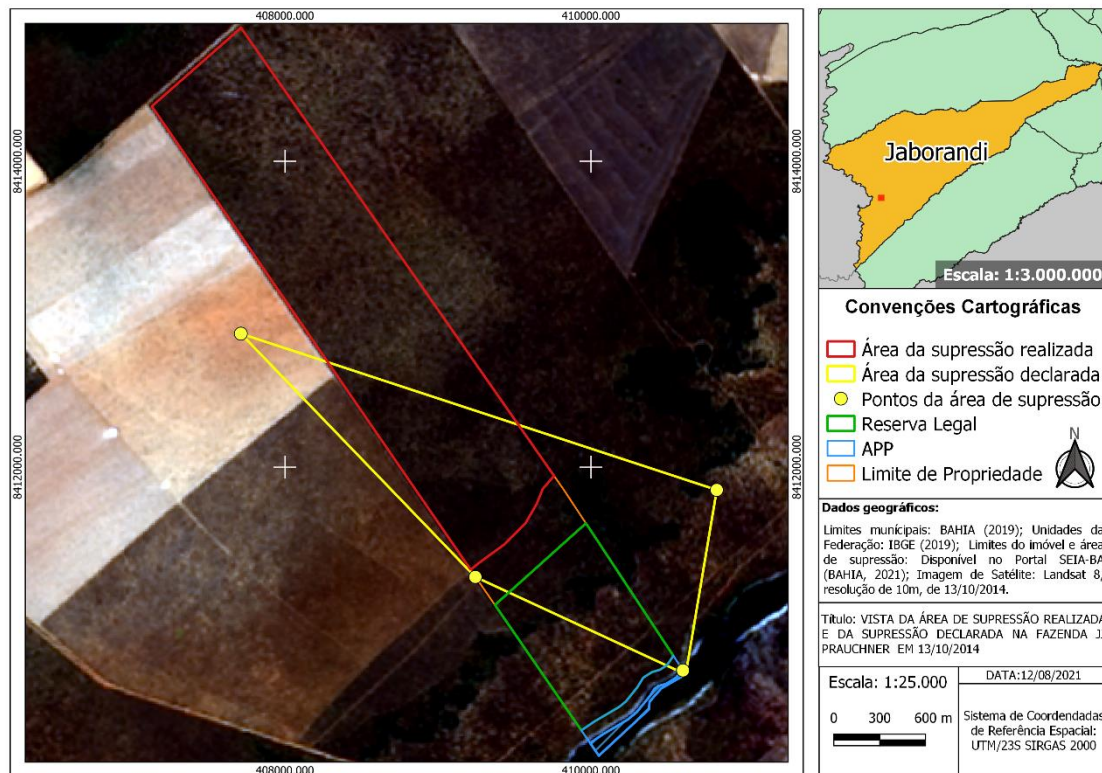 408000.000
410000.000
8414000.000
8414000.000
8412000.000
8412000.000
408000.000
410000.000
Jaborandi
Escala: 1:3.000.000
Convenções Cartográficas
Área da supressão realizada
Área da supressão declarada
Pontos da área de supressão
Reserva Legal
APP
Limite de Propriedade
N
Dados geográficos:
Limites munícipais: BAHIA (2019); Unidades da
Federação: IBGE (2019); Limites do imóvel e área
de supressão: Disponível no Portal SEIA-BA
(BAHIA, 2021); Imagem de Satélite: Landsat 8,
resolução de 10m, de 13/10/2014.
Título: VISTA DA ÁREA DE SUPRESSÃO REALIZADA
E DA SUPRESSÃO DECLARADA NA FAZENDA JA
PRAUCHNER EM 13/10/2014
Escala: 1:25.000
0 300 600 m
DATA:12/08/2021
Sistema de Coordendadas
de Referência Espacial:
UTM/23S SIRGAS 2000